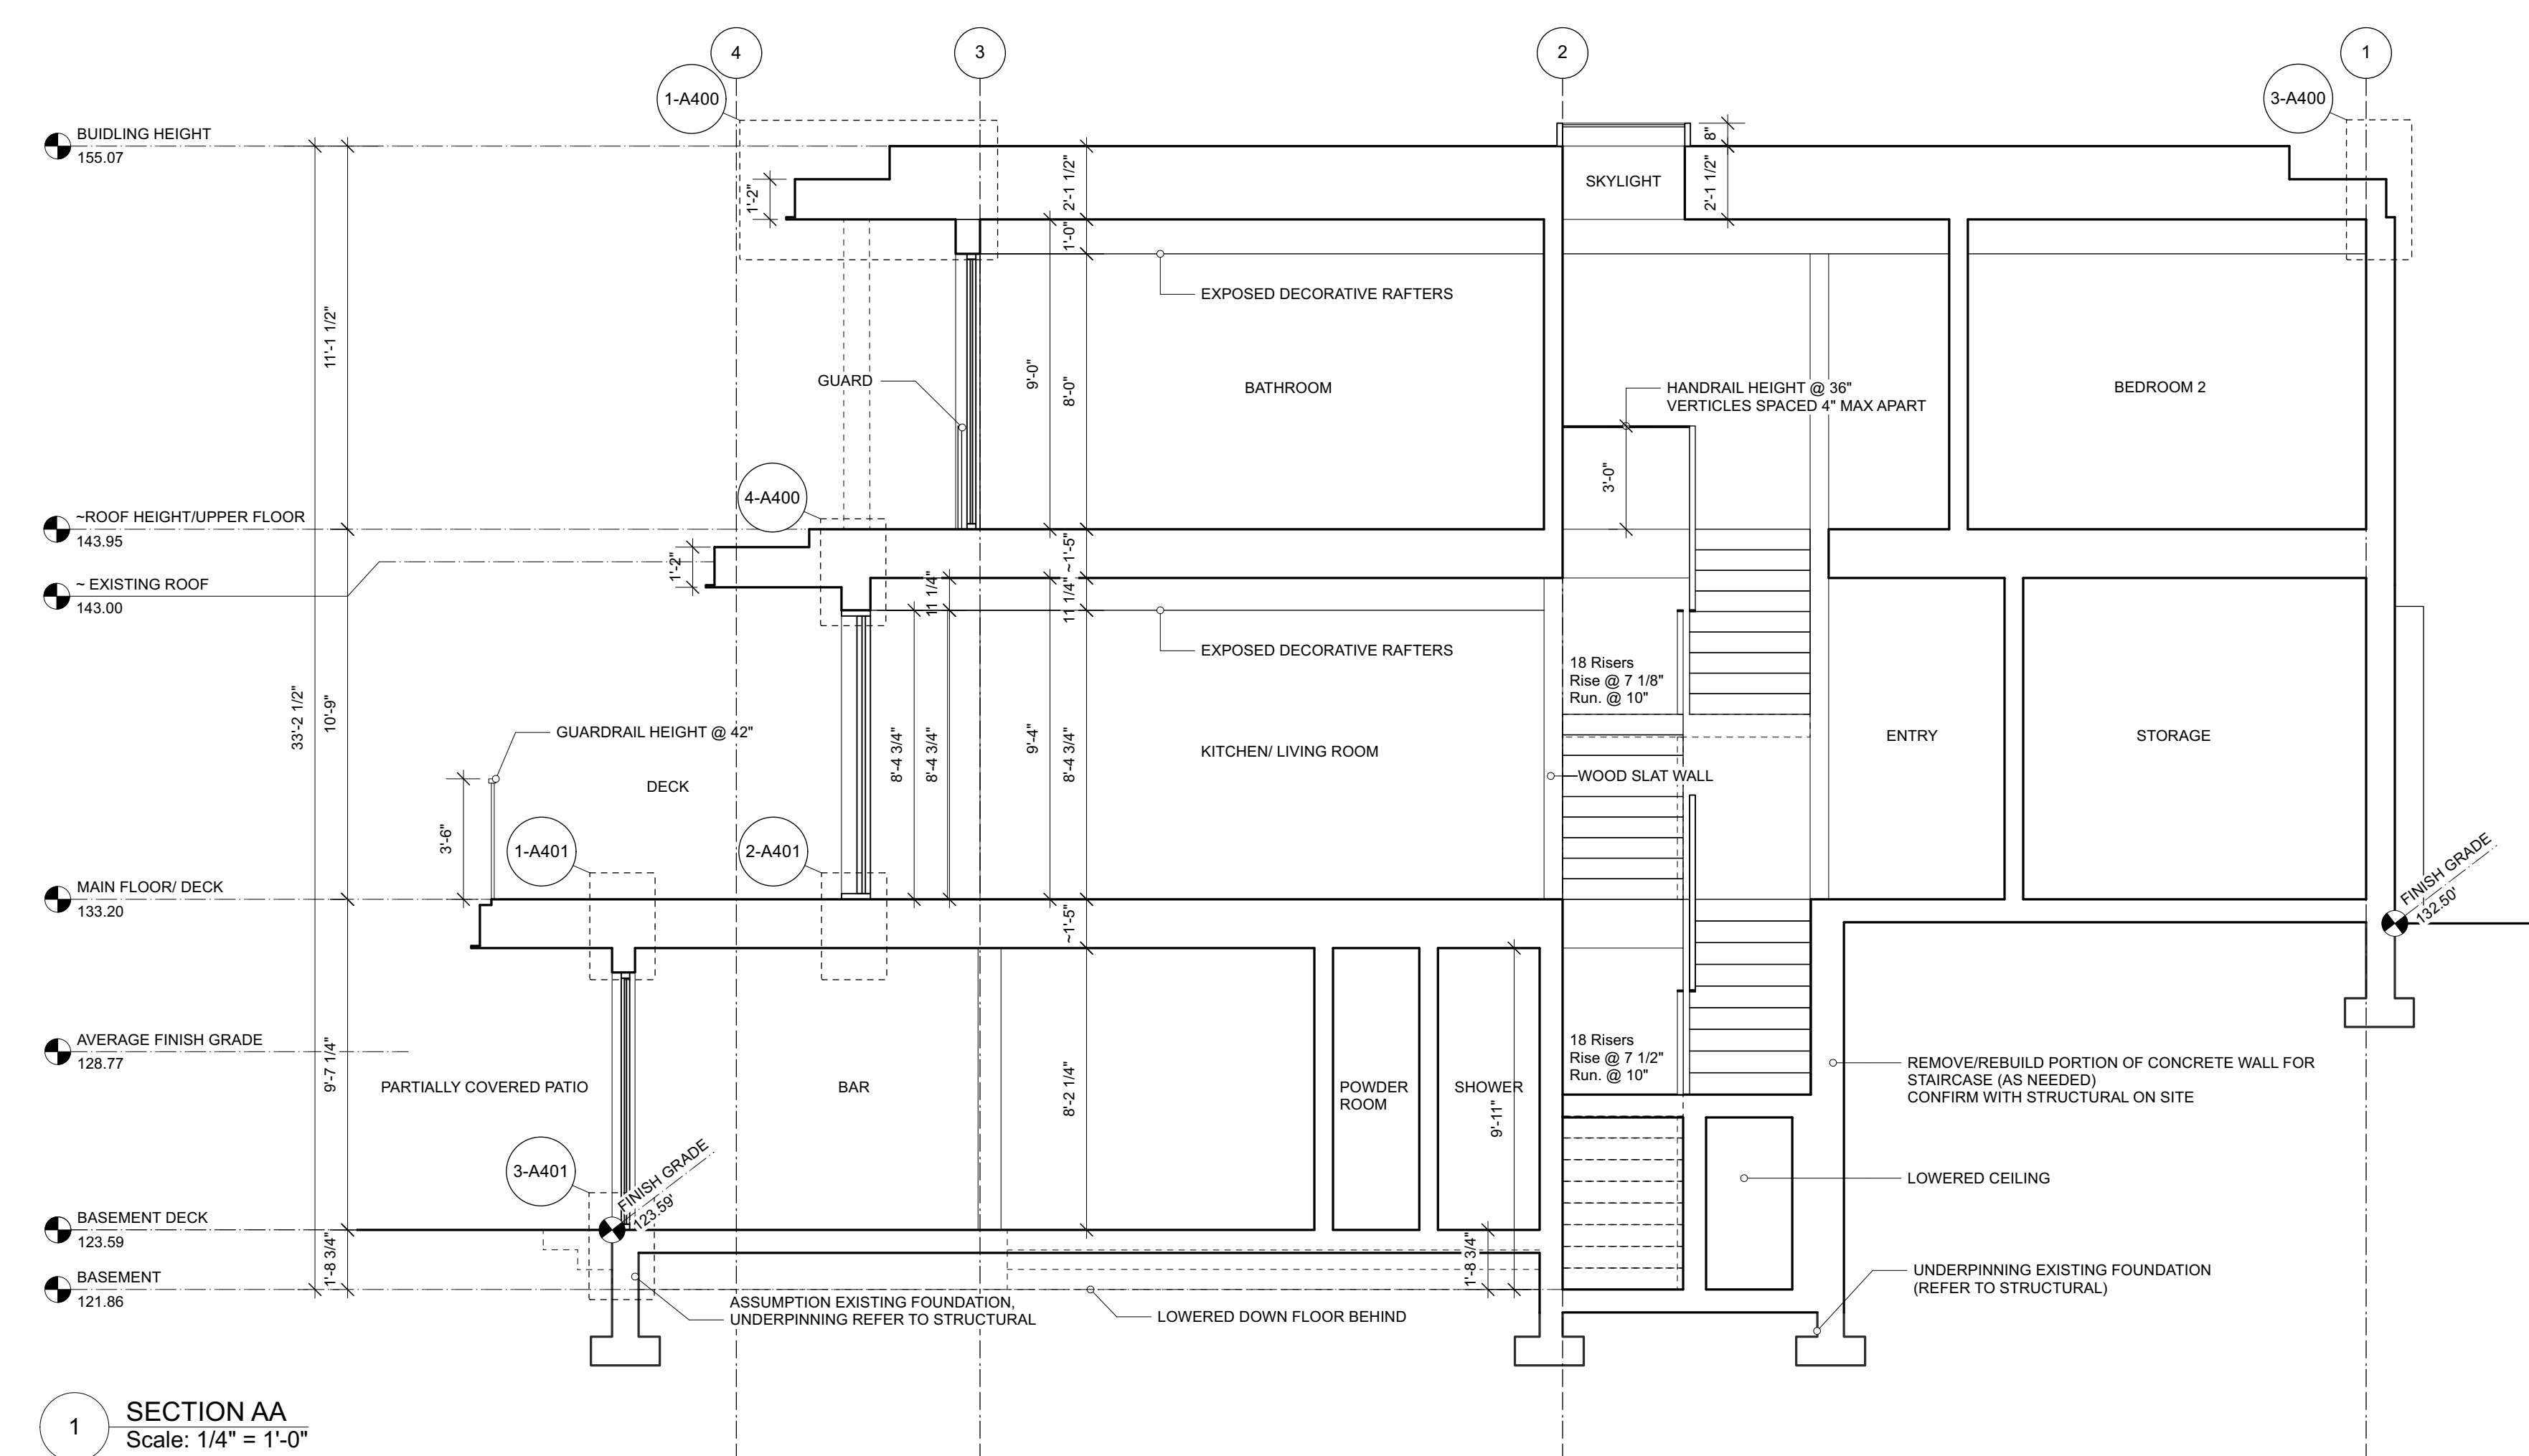 4
3
2
1
1-A400
3-A400
BUIDLING HEIGHT
155.07
8"
2'-1 1/2"
SKYLIGHT
2'-1 1/2"
1'-2"
1'-0"
EXPOSED DECORATIVE RAFTERS
11'-1 1/2"
GUARD
9'-0"
8'-0"
BATHROOM
HANDRAIL HEIGHT @ 36"
VERTICLES SPACED 4" MAX APART
BEDROOM 2
3'-0"
4-A400
~ROOF HEIGHT/UPPER FLOOR
143.95
~1'-5"
1'-2"
~ EXISTING ROOF
143.00
11 1/4"
11 1/4"
EXPOSED DECORATIVE RAFTERS
18 Risers
Rise @ 7 1/8"
Run. @ 10"
33'-2 1/2"
10'-9"
GUARDRAIL HEIGHT @ 42"
8'-4 3/4"
8'-4 3/4"
9'-4"
8'-4 3/4"
KITCHEN/ LIVING ROOM
ENTRY
STORAGE
WOOD SLAT WALL
DECK
3'-6"
1-A401
2-A401
FINISH GRADE
132.50'
MAIN FLOOR/ DECK
133.20
~1'-5"
AVERAGE FINISH GRADE
128.77
9'-7 1/4"
PARTIALLY COVERED PATIO
BAR
8'-2 1/4"
POWDER
ROOM
SHOWER
9'-11"
18 Risers
Rise @ 7 1/2"
Run. @ 10"
REMOVE/REBUILD PORTION OF CONCRETE WALL FOR
STAIRCASE (AS NEEDED)
CONFIRM WITH STRUCTURAL ON SITE
3-A401
FINISH GRADE
123.59'
LOWERED CEILING
BASEMENT DECK
123.59
1'-8 3/4"
1'-8 3/4"
BASEMENT
121.86
ASSUMPTION EXISTING FOUNDATION,
UNDERPINNING REFER TO STRUCTURAL
LOWERED DOWN FLOOR BEHIND
UNDERPINNING EXISTING FOUNDATION
(REFER TO STRUCTURAL)
1
SECTION AA
Scale: 1/4" = 1'-0"